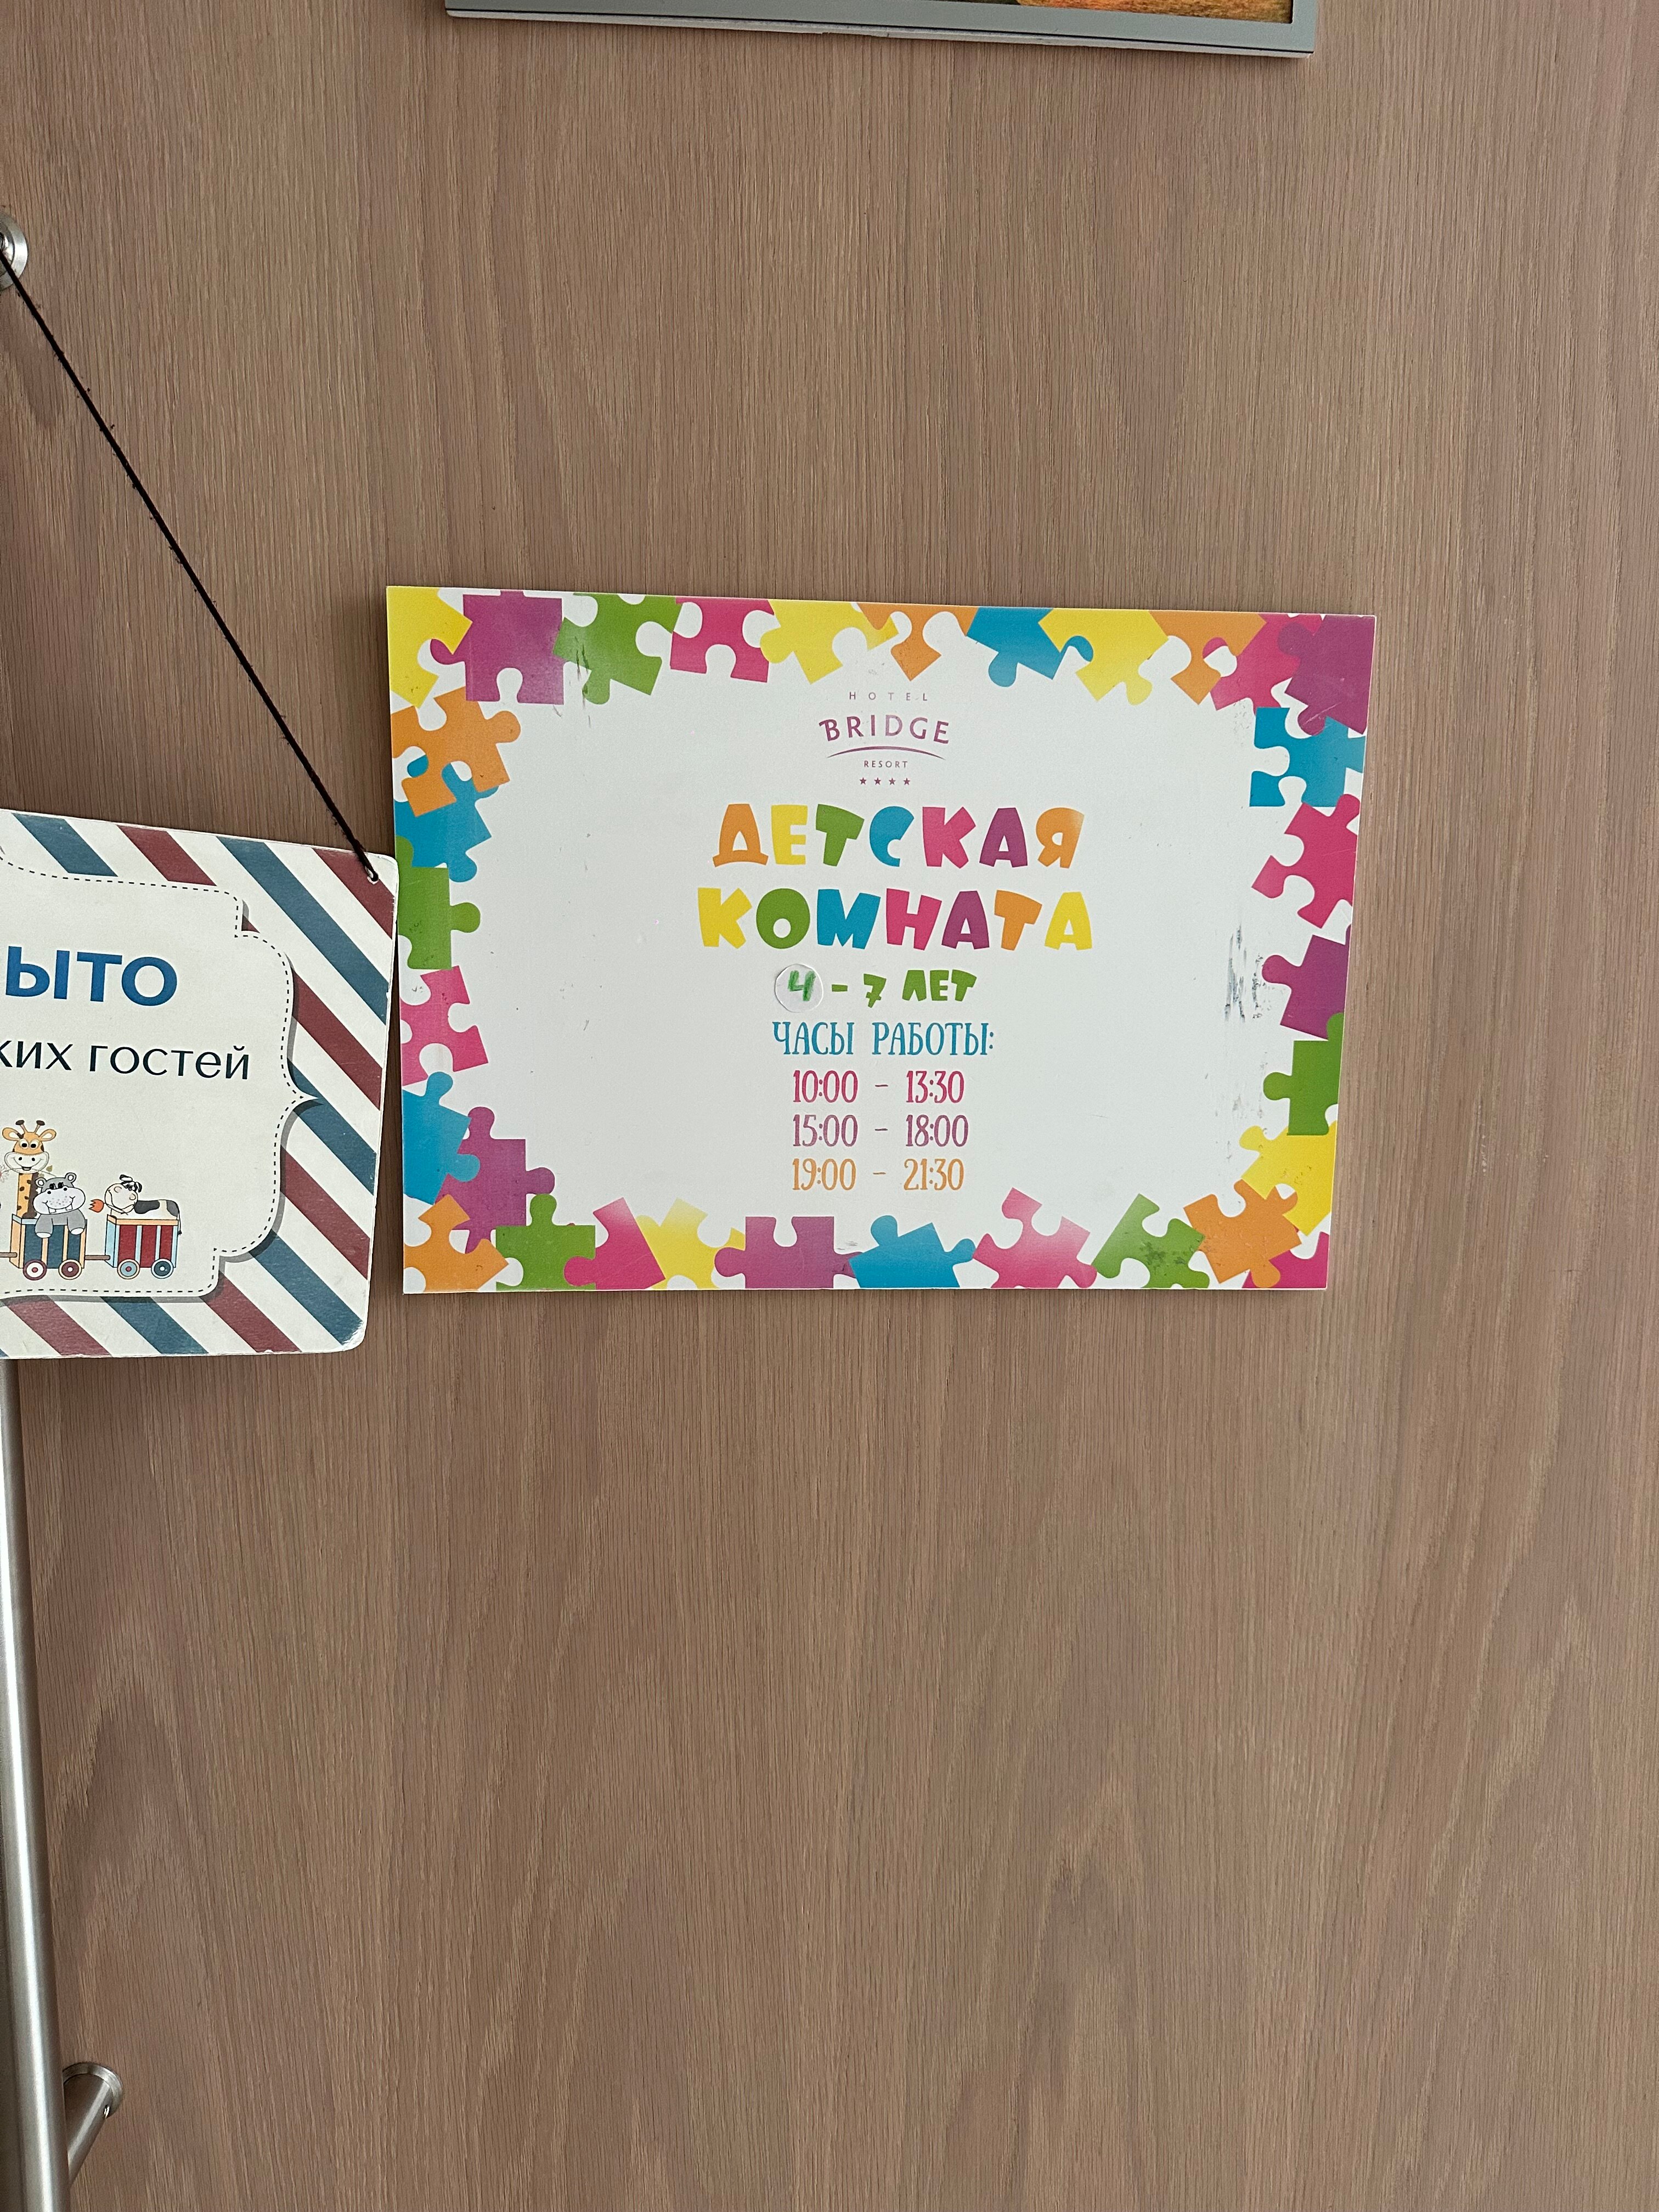 HOTEL
BRIDGE
RESORT
ДЕТСКАЯ
КОМНАТА
4 - 7 ЛЕТ
ЧАСЫ РАБОТЫ:
10:00 - 13:30
15:00 - 18:00
19:00 - 21:30
ЫТО
ких гостей